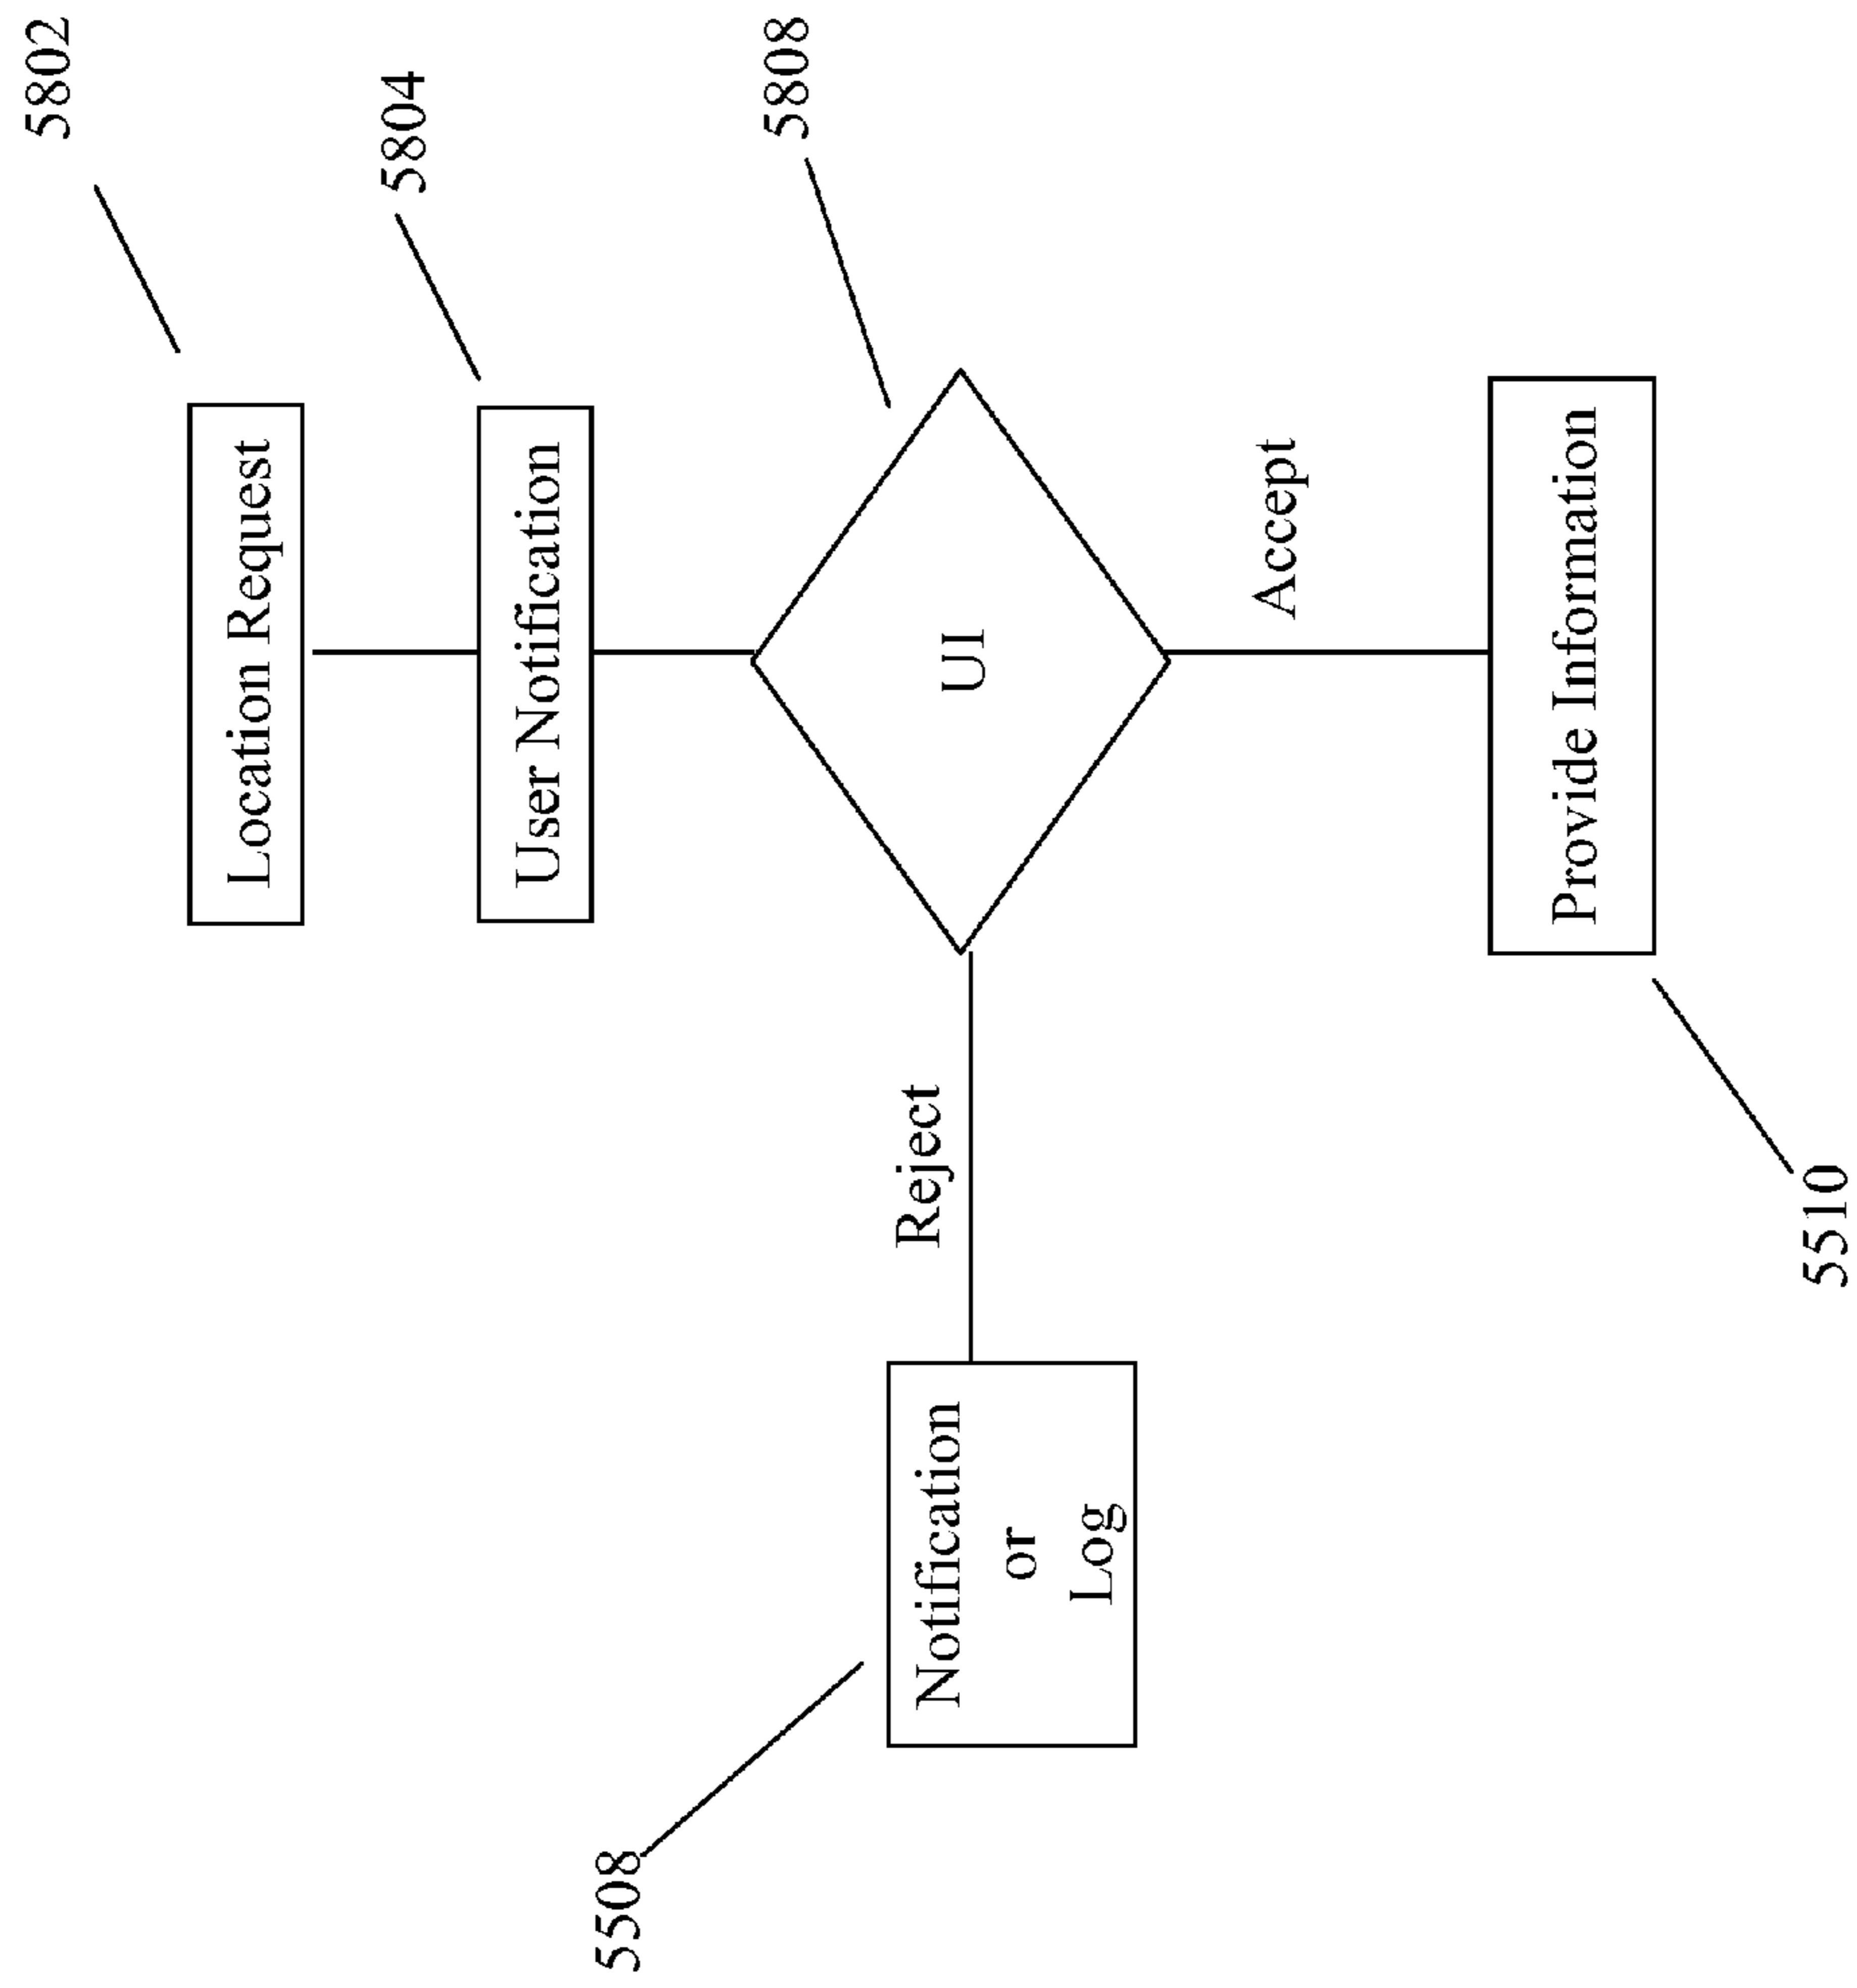 5802
Location Request
5804
User Notification
5808
UI
Reject
Accept
5508
Notification
or
Log
Provide Information
5510